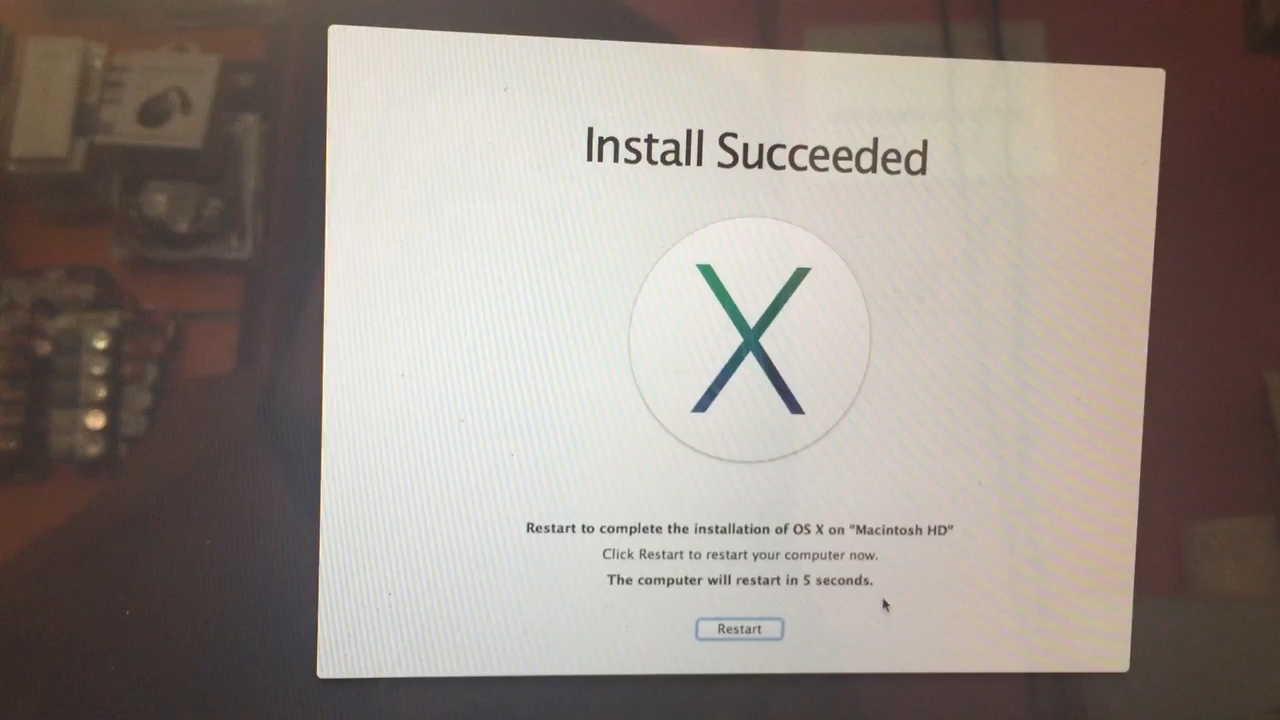 Install Succeeded
X
Restart to complete the installation of OS X on "Macintosh HD"
Click Restart to restart your computer now.
The computer will restart in 5 seconds.
Restart